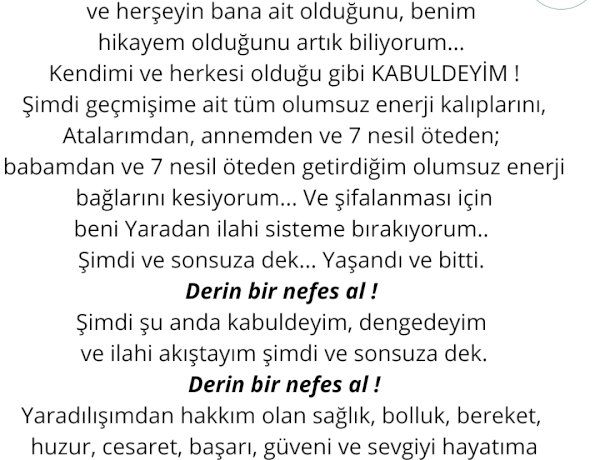 ve herşeyin bana ait olduğunu, benim
hikayem olduğunu artık biliyorum...
Kendimi ve herkesi olduğu gibi KABULDEYİM !
Şimdi geçmişime ait tüm olumsuz enerji kalıplarını,
Atalarımdan, annemden ve 7 nesil öteden;
babamdan ve 7 nesil öteden getirdiğim olumsuz enerji
bağlarını kesiyorum... Ve şifalanması için
beni Yaradan ilahi sisteme bırakıyorum..
Şimdi ve sonsuza dek... Yaşandı ve bitti.
Derin bir nefes al !
Şimdi şu anda kabuldeyim, dengedeyim
ve ilahi akıştayım şimdi ve sonsuza dek.
Derin bir nefes al !
Yaradılışımdan hakkım olan sağlık, bolluk, bereket,
huzur, cesaret, başarı, güveni ve sevgiyi hayatıma